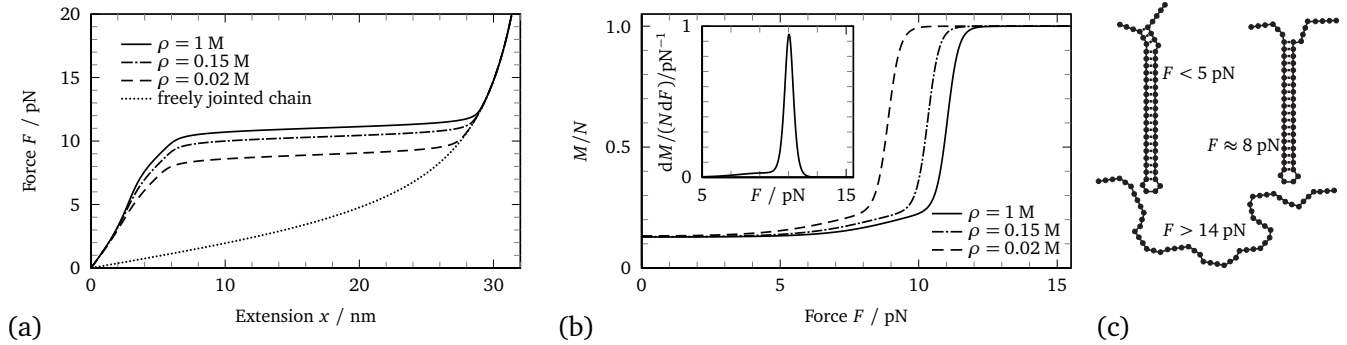 20
15
10
5
0
Force F / pN
ρ = 1 M
ρ = 0.15 M
ρ = 0.02 M
freely jointed chain
0 10 20 30
Extension x / nm
(a)
1.0
0.5
0
M/N
1
0
dM/(N dF)/pN⁻¹
5 15
F / pN
ρ = 1 M
ρ = 0.15 M
ρ = 0.02 M
0 5 10 15
Force F / pN
(b)
F < 5 pN
F ≈ 8 pN
F > 14 pN
(c)